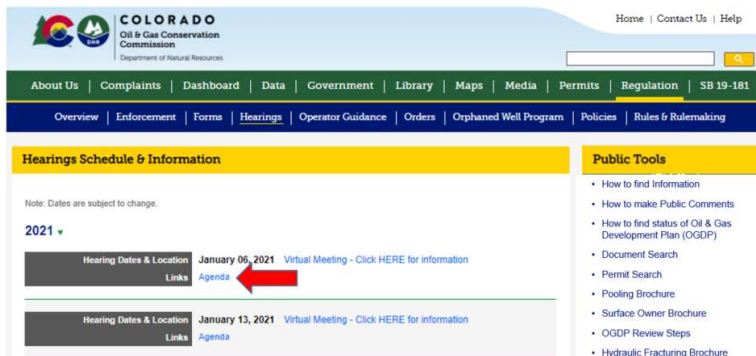 COLORADO
Oil & Gas Conservation
Commission
Department of Natural Resources
DNR
Home | Contact Us | Help
About Us | Complaints | Dashboard | Data | Government | Library | Maps | Media | Permits | Regulation | SB 19-181
Overview | Enforcement | Forms | Hearings | Operator Guidance | Orders | Orphaned Well Program | Policies | Rules & Rulemaking
Hearings Schedule & Information
Note: Dates are subject to change.
2021
Hearing Dates & Location January 06, 2021 Virtual Meeting - Click HERE for information
Links Agenda
Hearing Dates & Location January 13, 2021 Virtual Meeting - Click HERE for information
Links Agenda
Public Tools
• How to find Information
• How to make Public Comments
• How to find status of Oil & Gas
Development Plan (OGDP)
• Document Search
• Permit Search
• Pooling Brochure
• Surface Owner Brochure
• OGDP Review Steps
• Hydraulic Fracturing Brochure